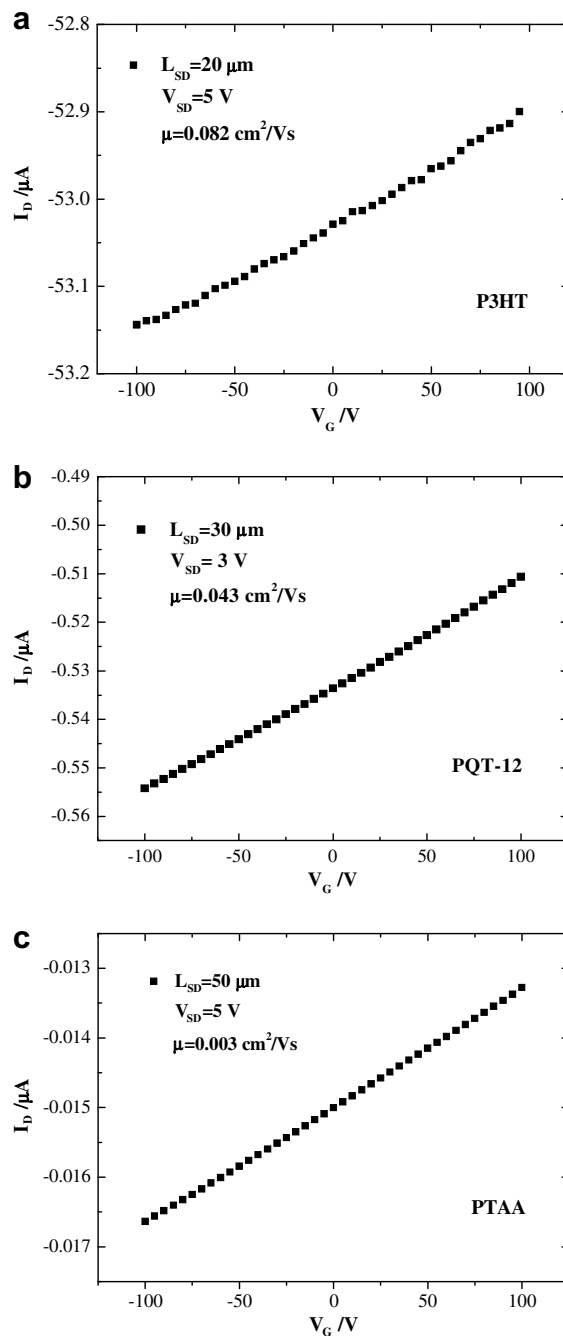 a
-52.8
L_SD=20 μm
V_SD=5 V
-52.9
μ=0.082 cm²/Vs
I_D /μA
-53.0
-53.1
P3HT
-53.2
-100 -50 0 50 100
V_G /V
b
-0.49
L_SD=30 μm
-0.50
V_SD= 3 V
-0.51
μ=0.043 cm²/Vs
-0.52
I_D /μA
-0.53
-0.54
-0.55
PQT-12
-0.56
-100 -50 0 50 100
V_G /V
c
-0.013
L_SD=50 μm
V_SD=5 V
-0.014
μ=0.003 cm²/Vs
I_D /μA
-0.015
-0.016
PTAA
-0.017
-100 -50 0 50 100
V_G /V